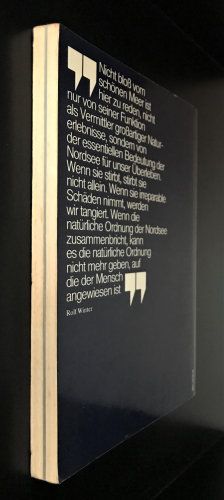 "Nicht bloß vom
schönen Meer ist
hier zu reden, nicht
nur von seiner Funktion
als Vermittler großartiger Natur-
erlebnisse, sondern von
der essentiellen Bedeutung der
Nordsee für unser Überleben.
Wenn sie stirbt, stirbt sie
nicht allein. Wenn sie irreparable
Schäden nimmt, werden
wir tangiert. Wenn die
natürliche Ordnung der Nordsee
zusammenbricht, kann
es die natürliche Ordnung
nicht mehr geben, auf
die der Mensch
angewiesen ist"
Rolf Winter